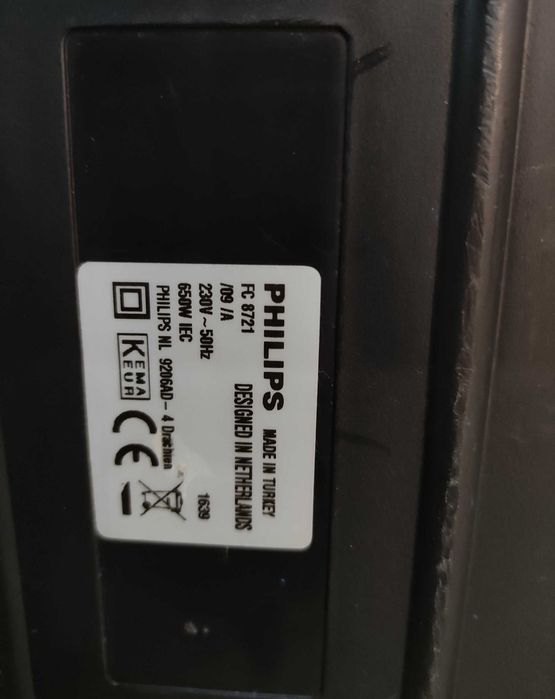 PHILIPS MADE IN TURKEY
FC 8721 DESIGNED IN NETHERLANDS
/09 /A
230V ~ 50Hz 1639
650W IEC
PHILIPS NL 9206AD - 4 Drachten
KEMA
EUR
CE